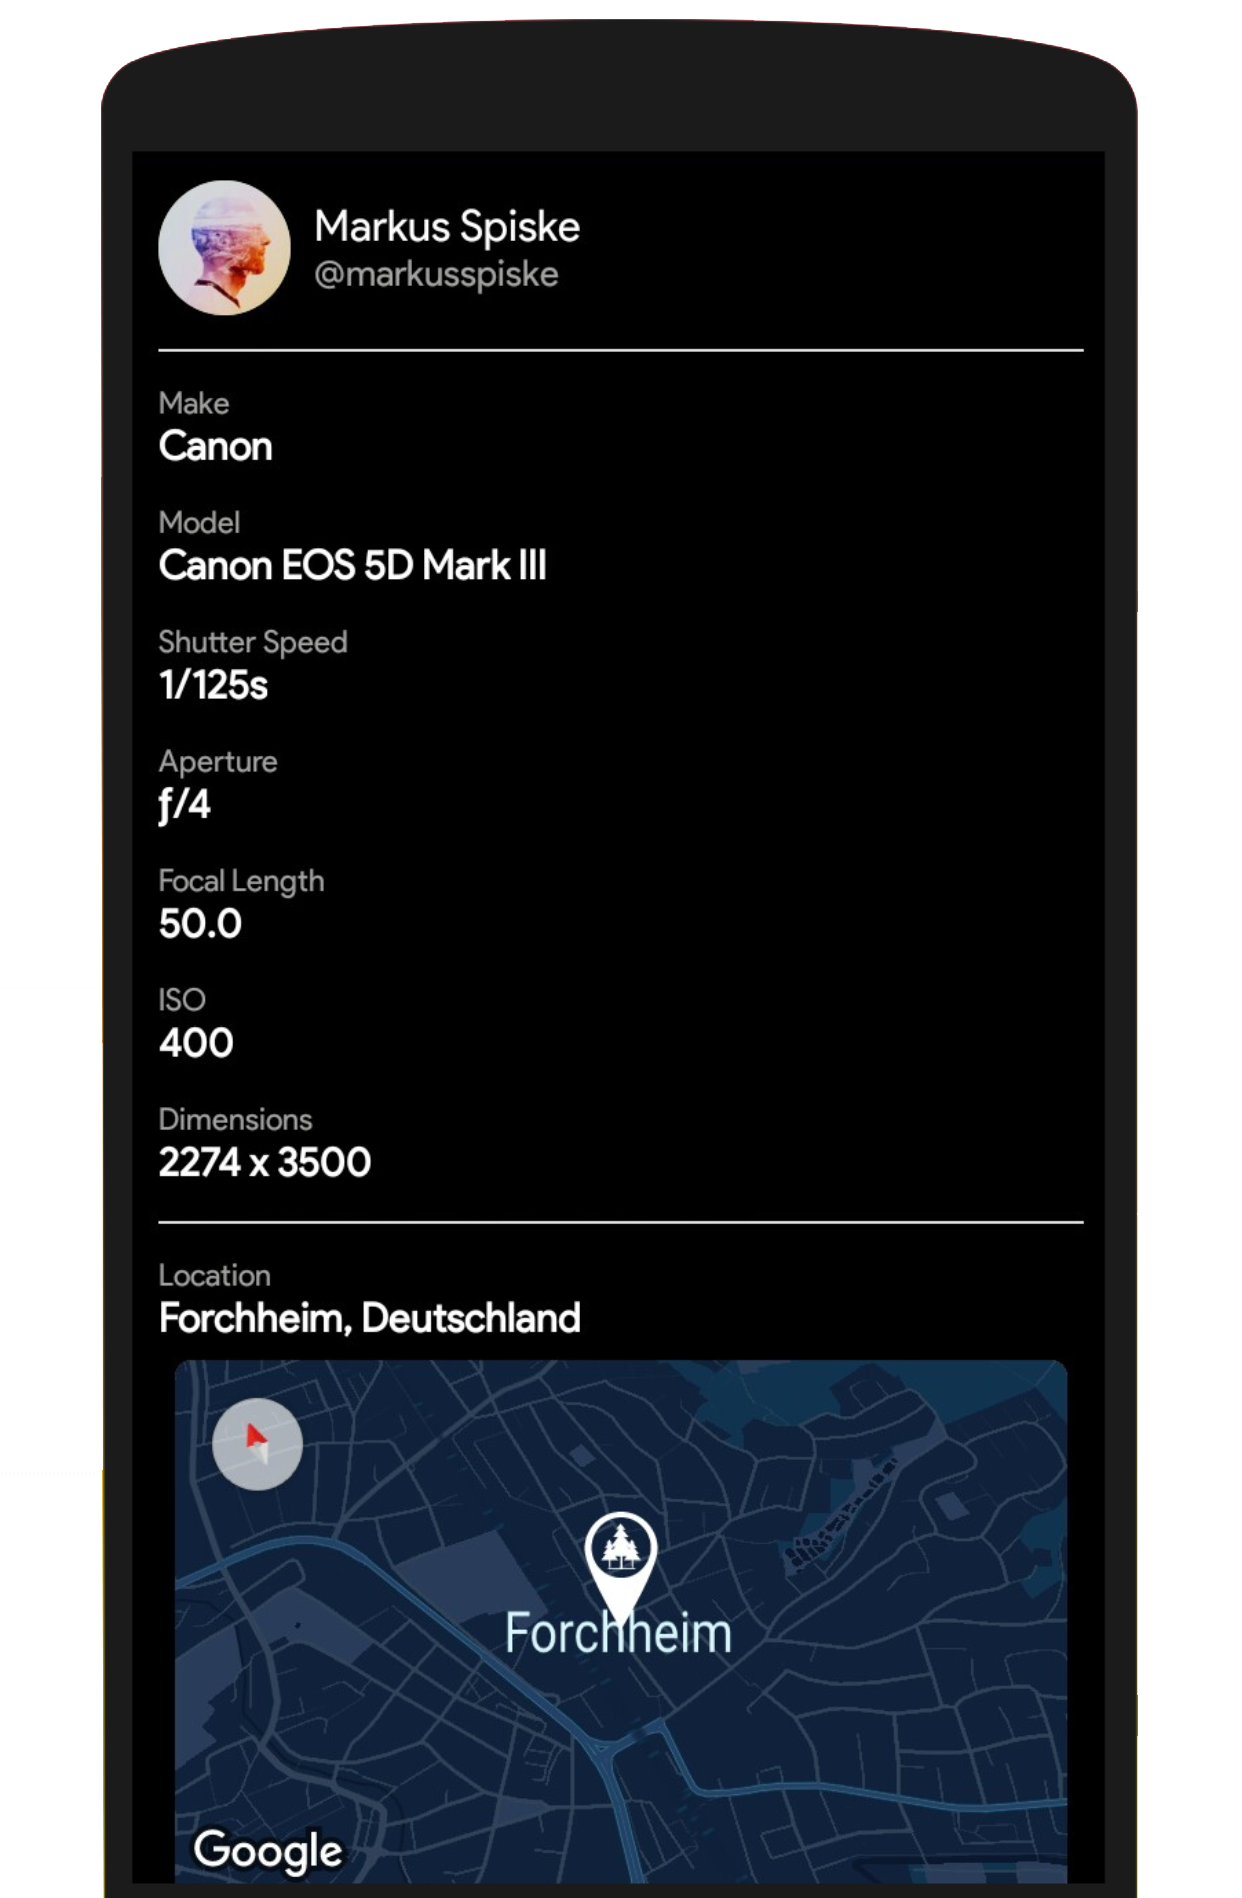 Markus Spiske
@markusspiske
Make
Canon
Model
Canon EOS 5D Mark III
Shutter Speed
1/125s
Aperture
ƒ/4
Focal Length
50.0
ISO
400
Dimensions
2274 x 3500
Location
Forchheim, Deutschland
Forchheim
Google